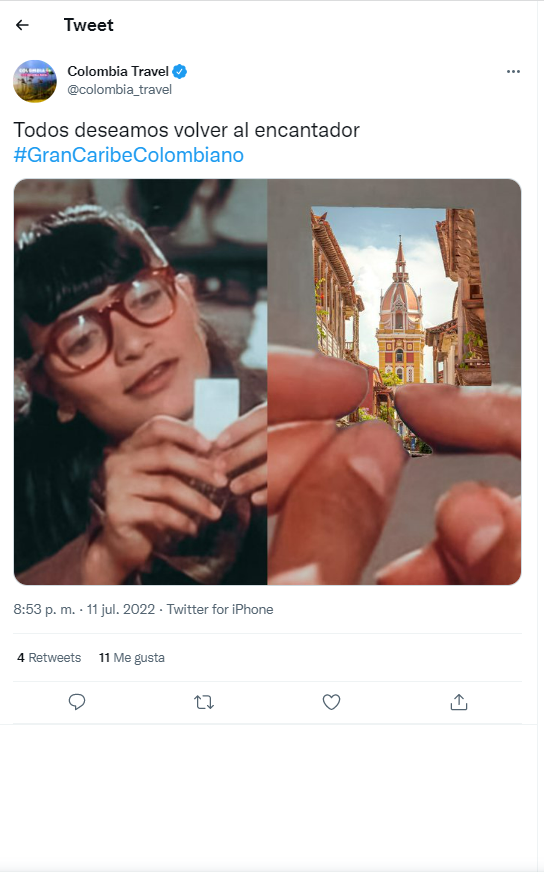 Tweet
Colombia Travel
@colombia_travel
Todos deseamos volver al encantador
#GranCaribeColombiano
8:53 p. m. · 11 jul. 2022 · Twitter for iPhone
4 Retweets 11 Me gusta